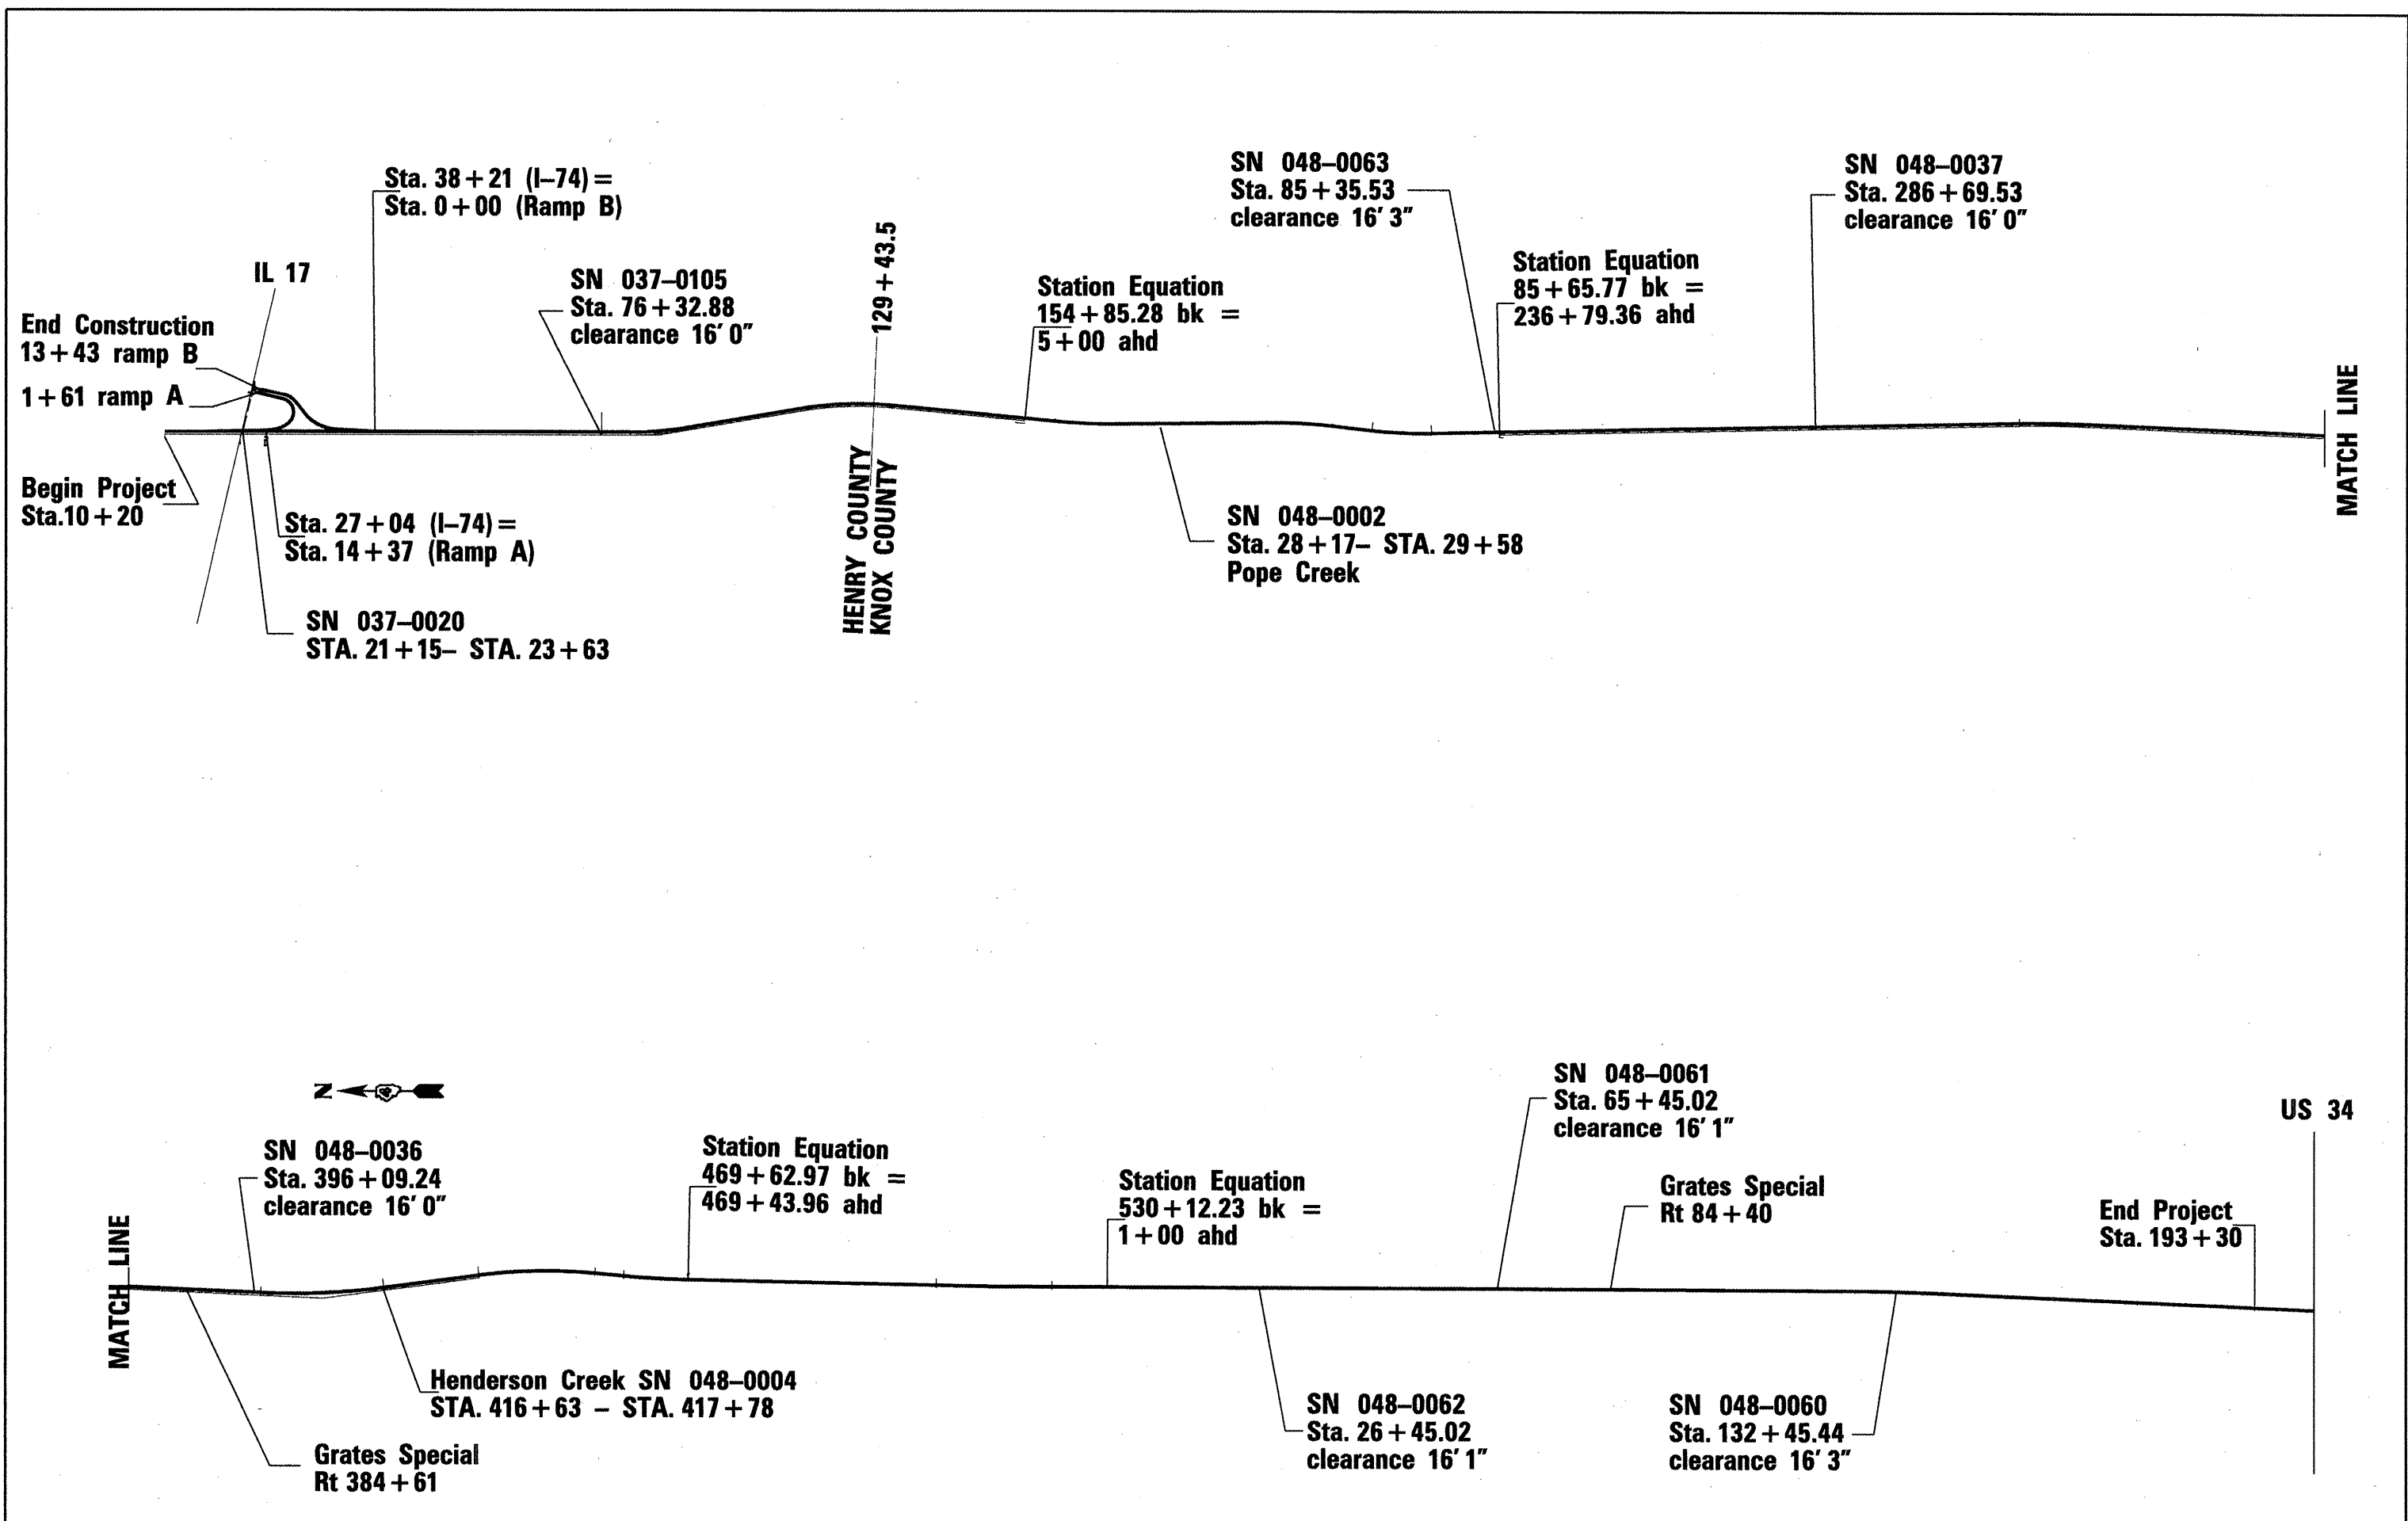 Sta. 38+21 (I-74) =
Sta. 0+00 (Ramp B)
SN 048-0063
Sta. 85+35.53
clearance 16' 3"
SN 048-0037
Sta. 286+69.53
clearance 16' 0"
IL 17
SN 037-0105
Sta. 76+32.88
clearance 16' 0"
129+43.5
Station Equation
154+85.28 bk =
5+00 ahd
Station Equation
85+65.77 bk =
236+79.36 ahd
End Construction
13+43 ramp B
1+61 ramp A
MATCH LINE
Begin Project
Sta.10+20
Sta. 27+04 (I-74) =
Sta. 14+37 (Ramp A)
HENRY COUNTY
KNOX COUNTY
SN 048-0002
Sta. 28+17- STA. 29+58
Pope Creek
SN 037-0020
STA. 21+15- STA. 23+63
N
SN 048-0036
Sta. 396+09.24
clearance 16' 0"
Station Equation
469+62.97 bk =
469+43.96 ahd
Station Equation
530+12.23 bk =
1+00 ahd
SN 048-0061
Sta. 65+45.02
clearance 16' 1"
Grates Special
Rt 84+40
US 34
End Project
Sta. 193+30
MATCH LINE
Henderson Creek SN 048-0004
STA. 416+63 - STA. 417+78
Grates Special
Rt 384+61
SN 048-0062
Sta. 26+45.02
clearance 16' 1"
SN 048-0060
Sta. 132+45.44
clearance 16' 3"